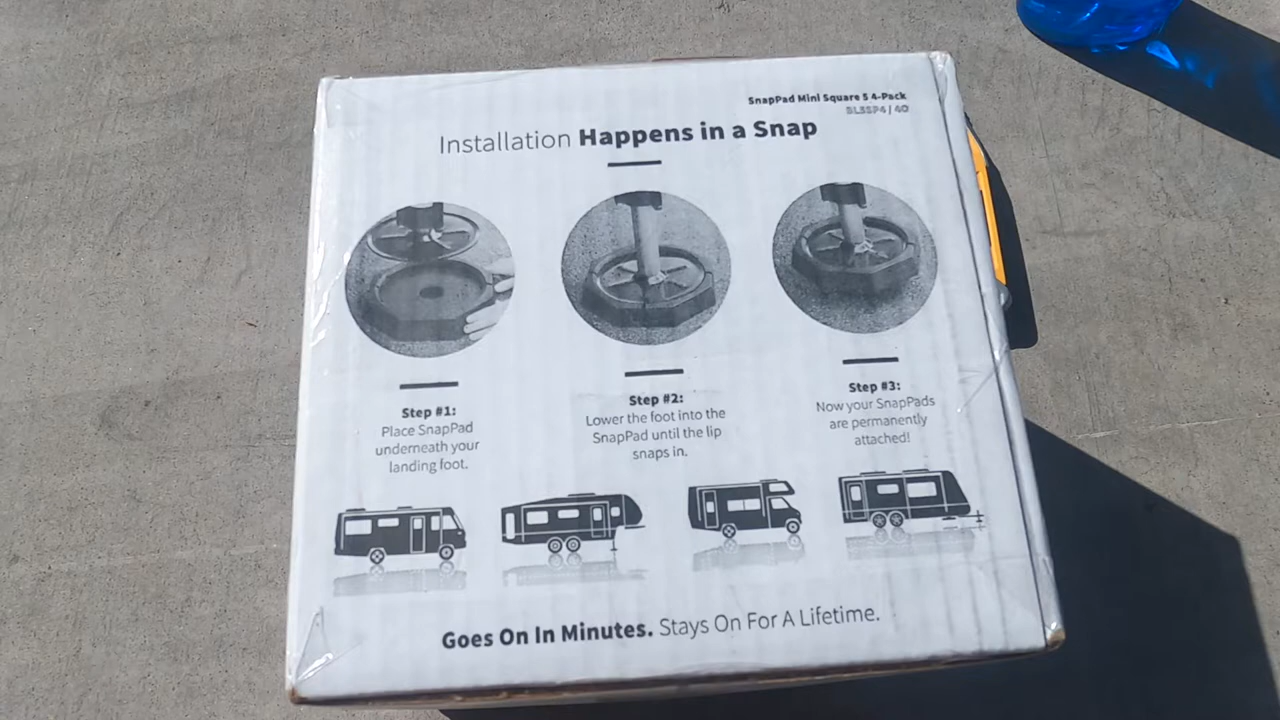 SnapPad Mini Square 5 4-Pack
Installation Happens in a Snap
Step #1:
Place SnapPad
underneath your
landing foot.
Step #2:
Lower the foot into the
SnapPad until the lip
snaps in.
Step #3:
Now your SnapPads
are permanently
attached!
Goes On In Minutes. Stays On For A Lifetime.